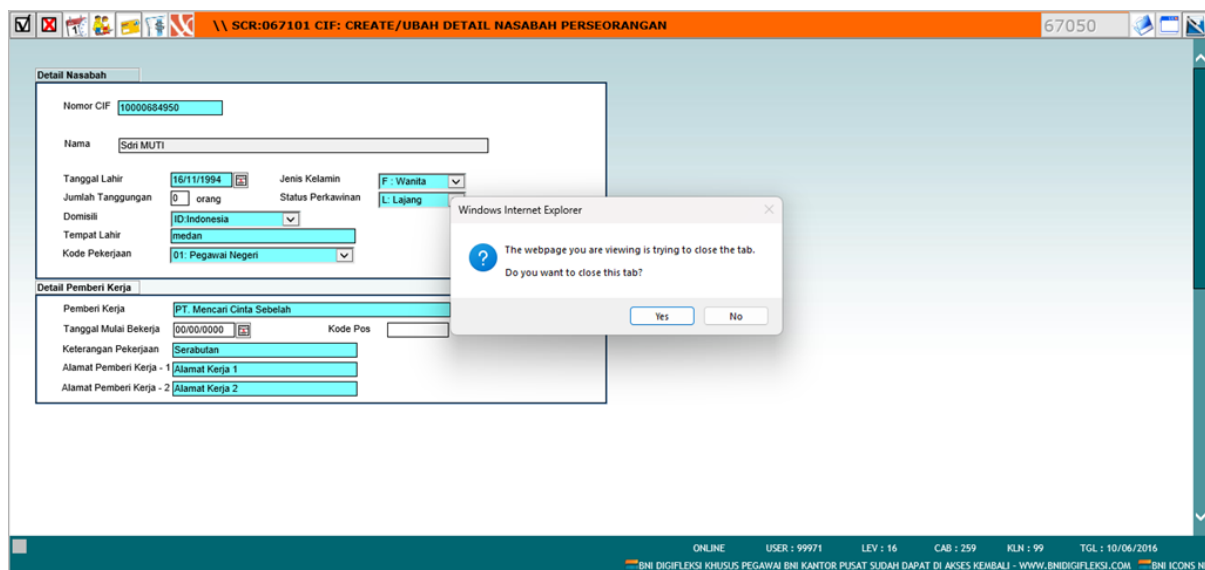 \\ SCR:067101 CIF: CREATE/UBAH DETAIL NASABAH PERSEORANGAN
67050
Detail Nasabah
Nomor CIF 10000684950
Nama Sdri MUTI
Tanggal Lahir 16/11/1994 Jenis Kelamin F : Wanita
Jumlah Tanggungan 0 orang Status Perkawinan L: Lajang
Domisili ID:Indonesia
Tempat Lahir medan
Kode Pekerjaan 01: Pegawai Negeri
Windows Internet Explorer
The webpage you are viewing is trying to close the tab.
Do you want to close this tab?
Yes No
Detail Pemberi Kerja
Pemberi Kerja PT. Mencari Cinta Sebelah
Tanggal Mulai Bekerja 00/00/0000 Kode Pos
Keterangan Pekerjaan Serabutan
Alamat Pemberi Kerja - 1 Alamat Kerja 1
Alamat Pemberi Kerja - 2 Alamat Kerja 2
ONLINE USER : 99971 LEV : 16 CAB : 259 KLN : 99 TGL : 10/06/2016
BNI DIGIFLEKSI KHUSUS PEGAWAI BNI KANTOR PUSAT SUDAH DAPAT DI AKSES KEMBALI - WWW.BNIDIGIFLEKSI.COM BNI ICONS